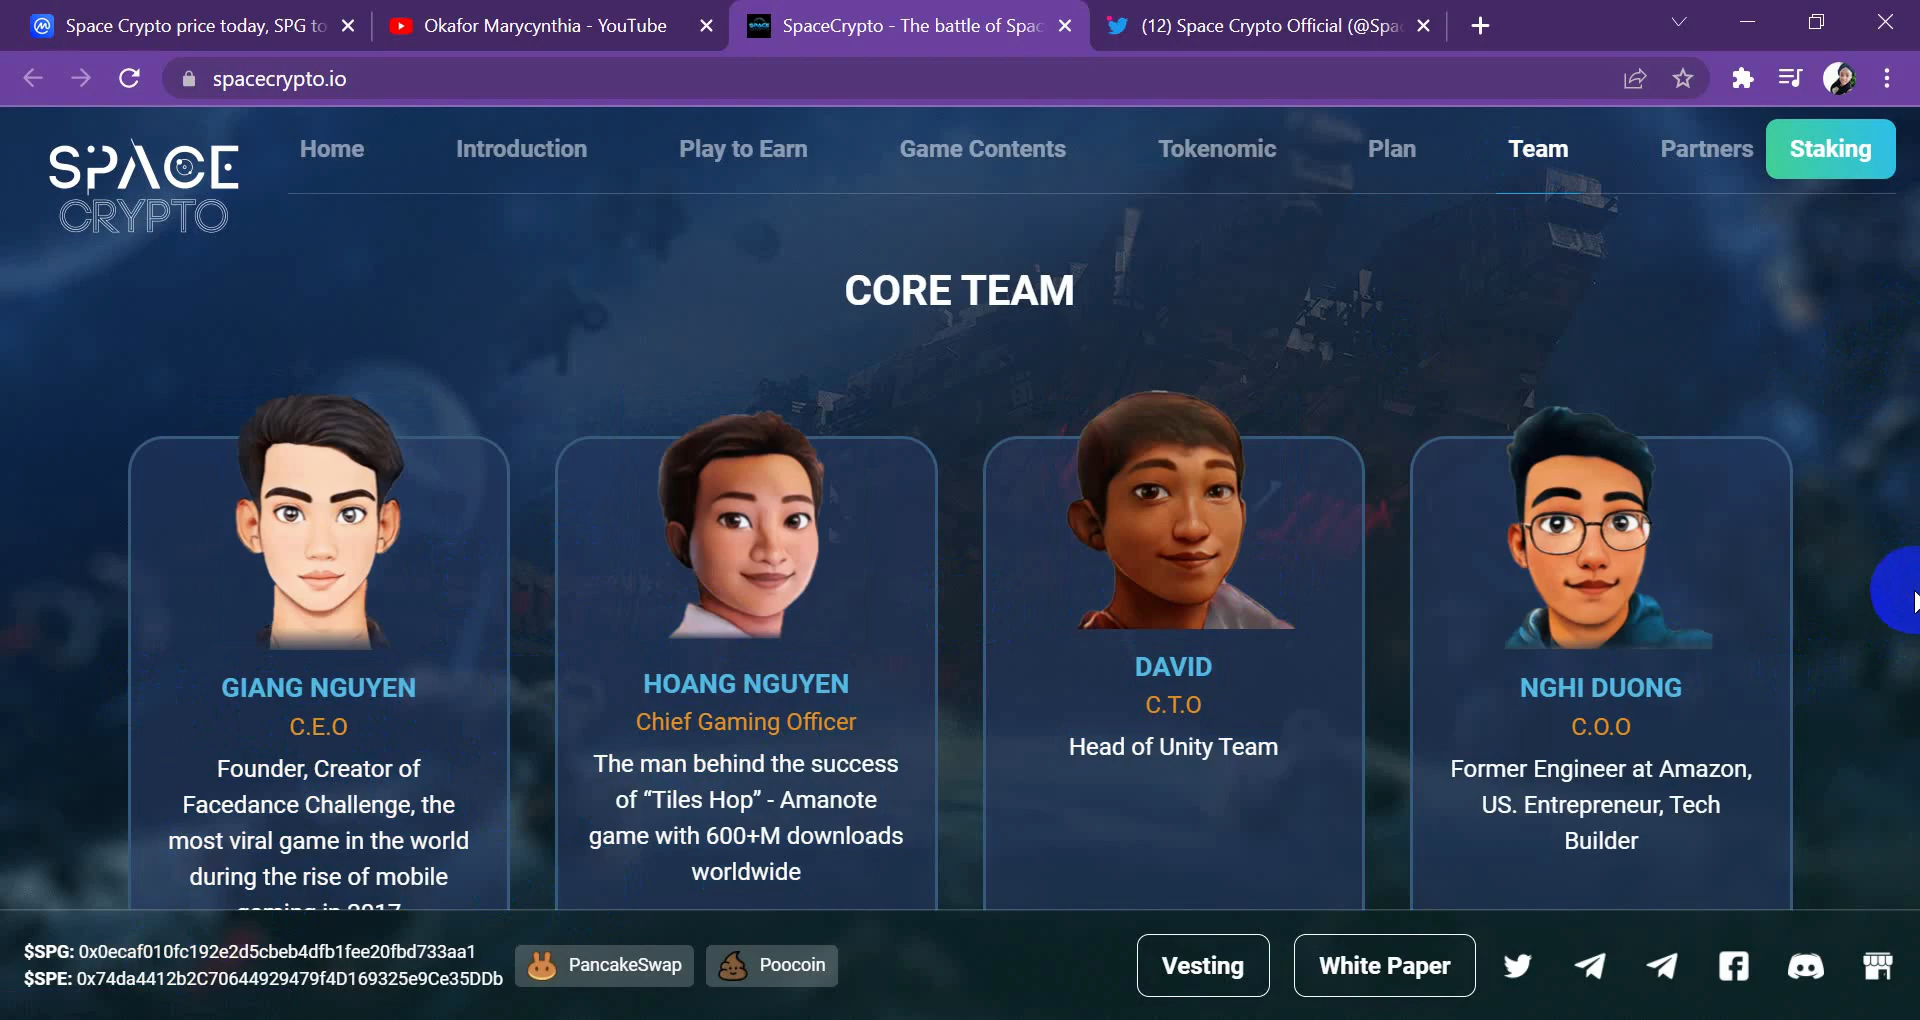 Space Crypto price today, SPG to
Okafor Marycynthia - YouTube
SpaceCrypto - The battle of Spac
(12) Space Crypto Official (@Spac
spacecrypto.io
SPACE
CRYPTO
Home
Introduction
Play to Earn
Game Contents
Tokenomic
Plan
Team
Partners
Staking
CORE TEAM
GIANG NGUYEN
C.E.O
Founder, Creator of
Facedance Challenge, the
most viral game in the world
during the rise of mobile
gaming in 2017
HOANG NGUYEN
Chief Gaming Officer
The man behind the success
of “Tiles Hop” - Amanote
game with 600+M downloads
worldwide
DAVID
C.T.O
Head of Unity Team
NGHI DUONG
C.O.O
Former Engineer at Amazon,
US. Entrepreneur, Tech
Builder
$SPG: 0x0ecaf010fc192e2d5cbeb4dfb1fee20fbd733aa1
$SPE: 0x74da4412b2C70644929479f4D169325e9Ce35DDb
PancakeSwap
Poocoin
Vesting
White Paper